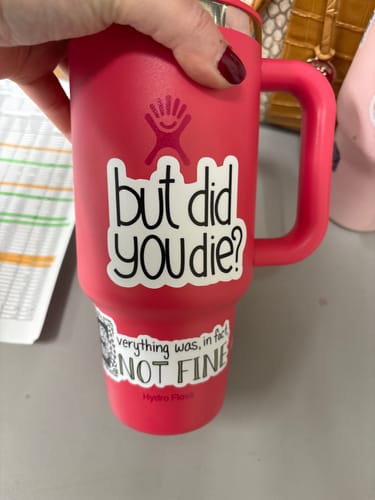 but did
you die?
verything was, in fact,
NOT FINE
Hydro Flask